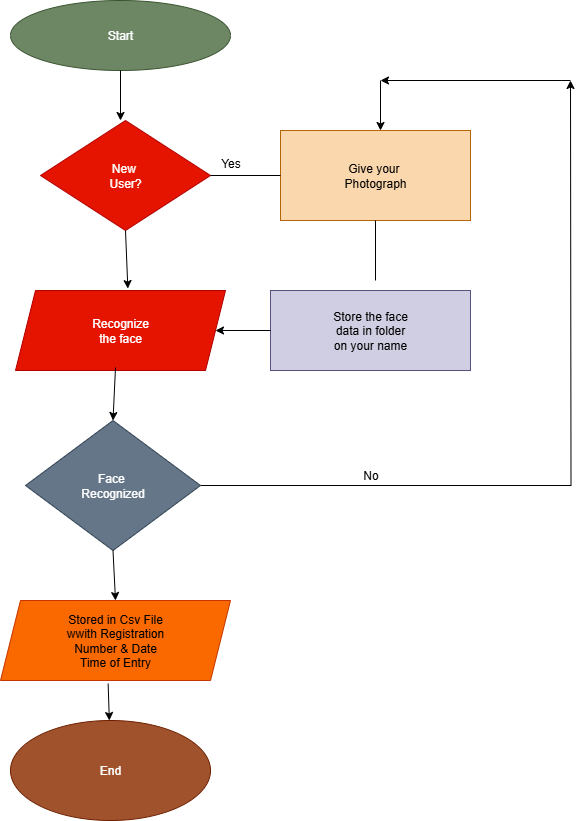 Start
New
User?
Yes
Give your
Photograph
Recognize
the face
Store the face
data in folder
on your name
Face
Recognized
No
Stored in Csv File
wwith Registration
Number & Date
Time of Entry
End